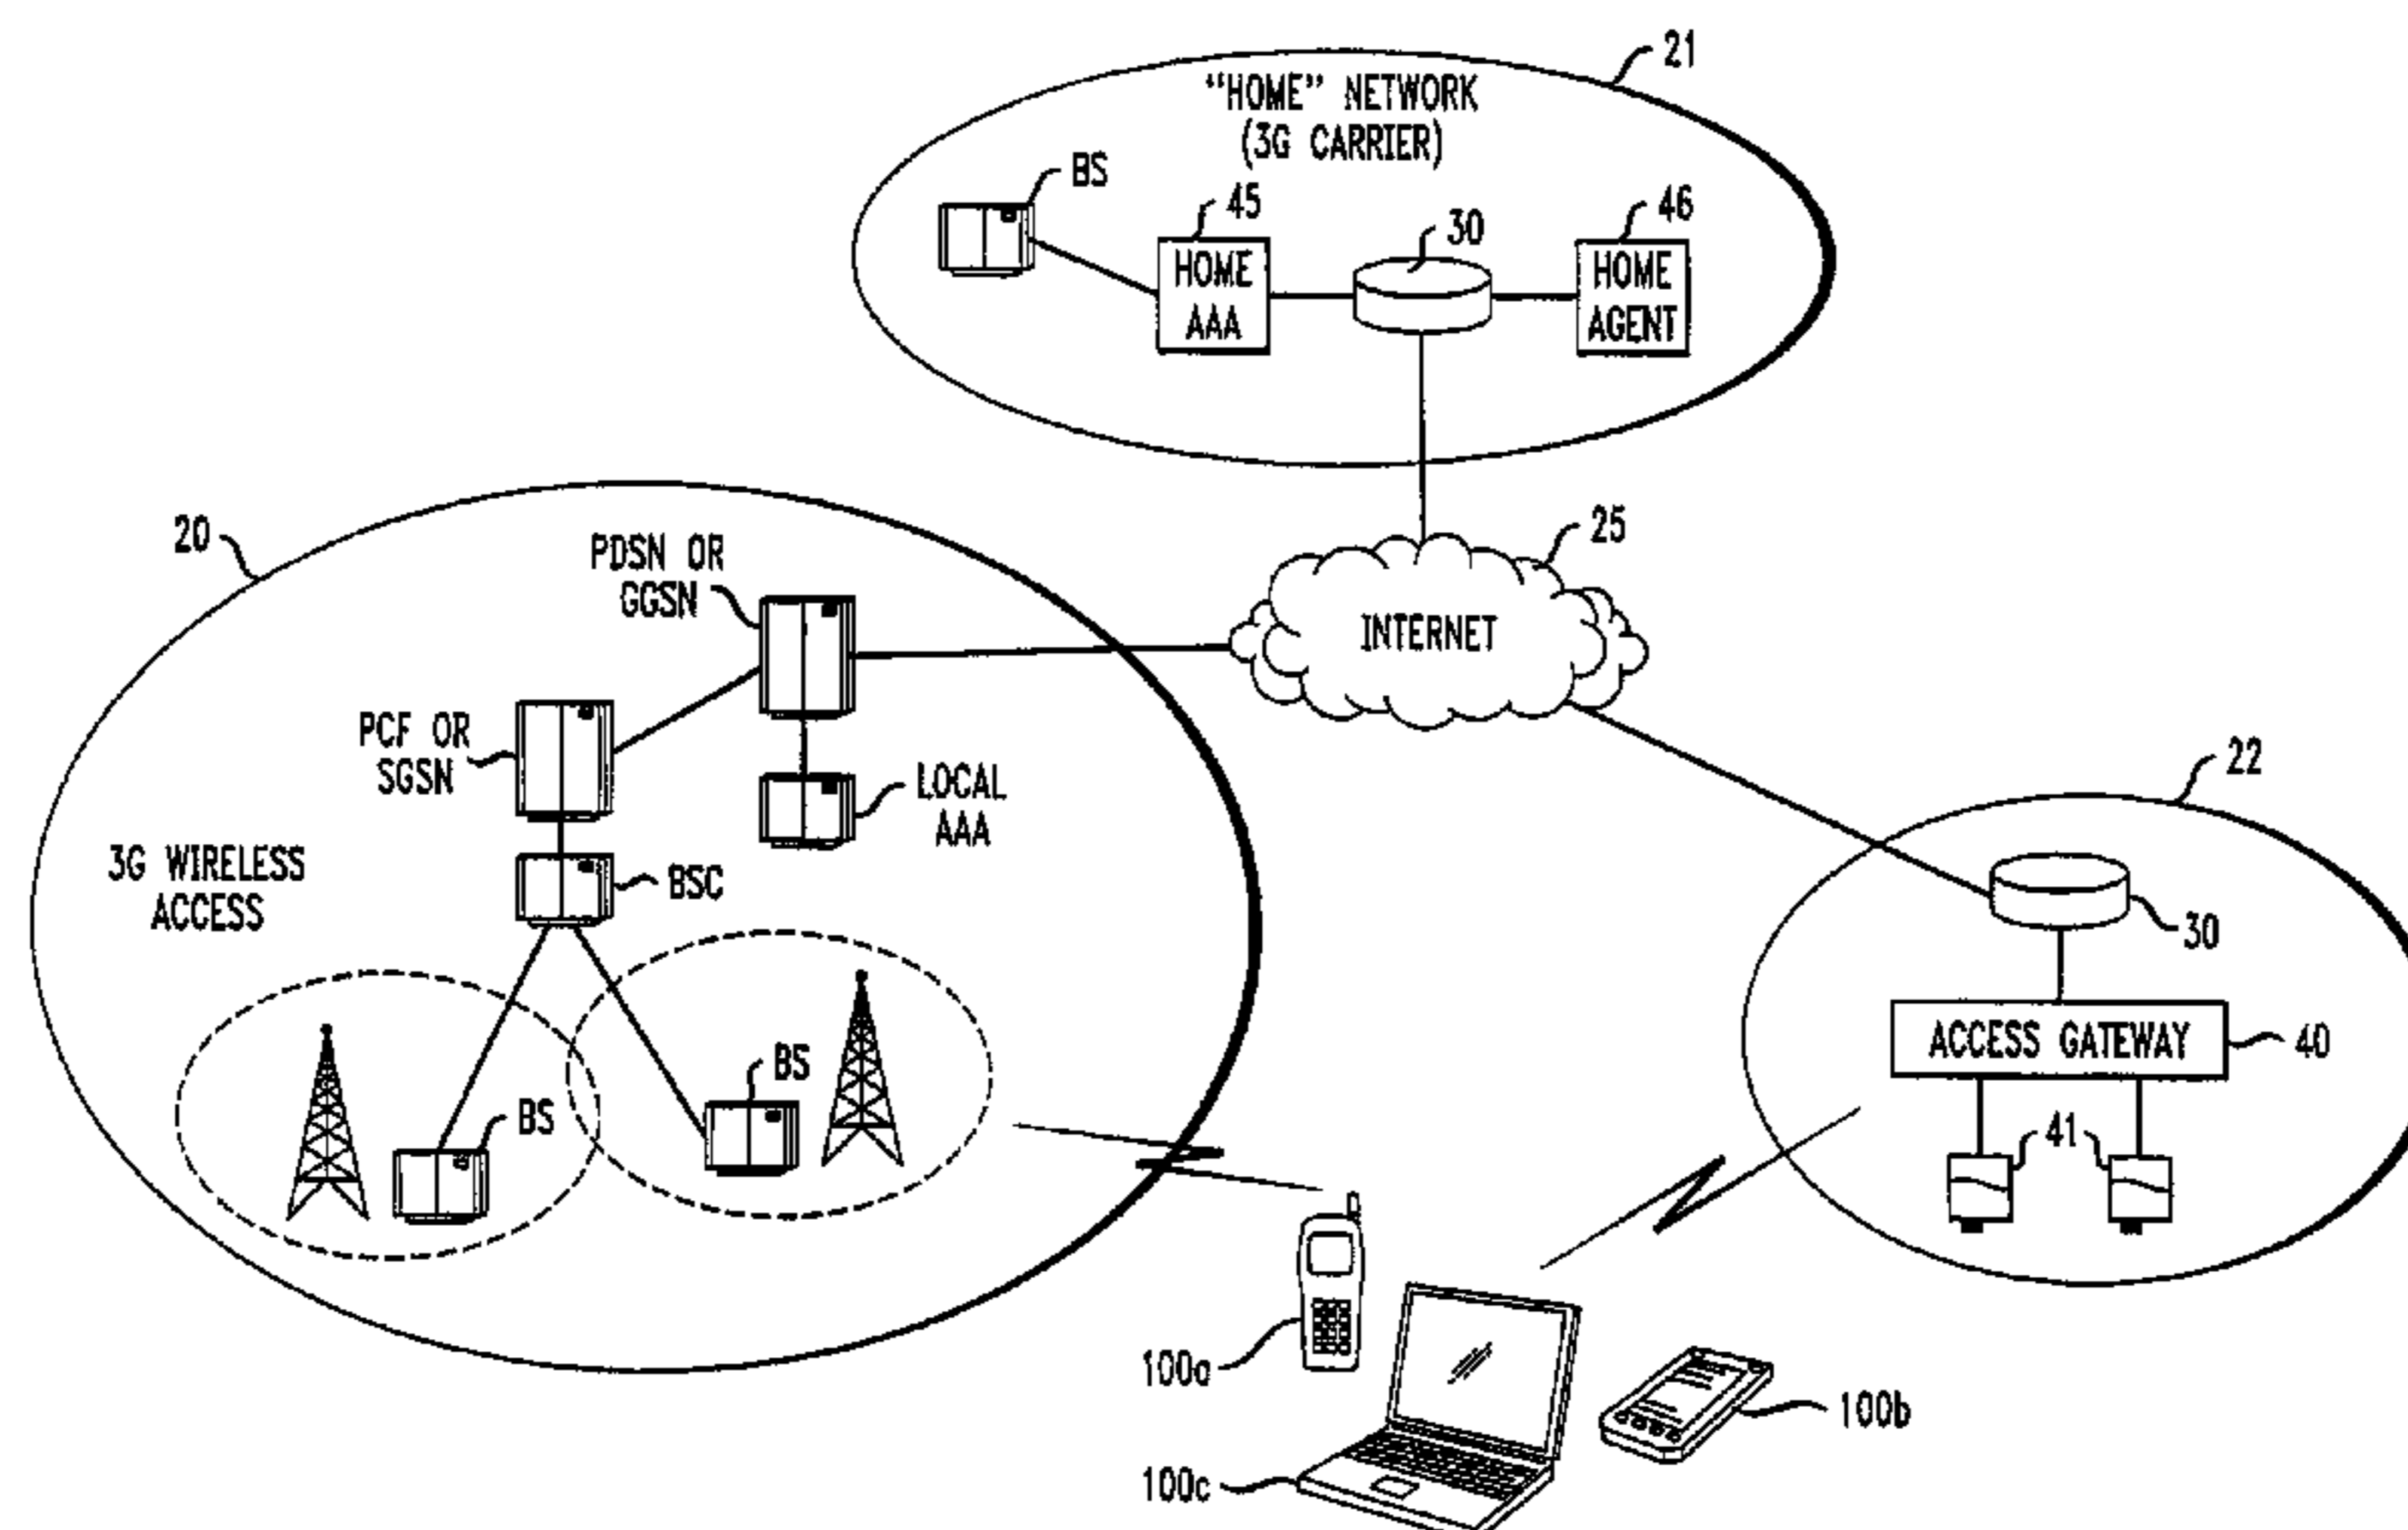 21
“HOME” NETWORK
(3G CARRIER)
BS
45
30
46
HOME
AAA
HOME
AGENT
20
PDSN OR
GGSN
25
INTERNET
PCF OR
SGSN
LOCAL
AAA
22
3G WIRELESS
ACCESS
BSC
30
ACCESS GATEWAY
40
BS
BS
41
100a
100b
100c